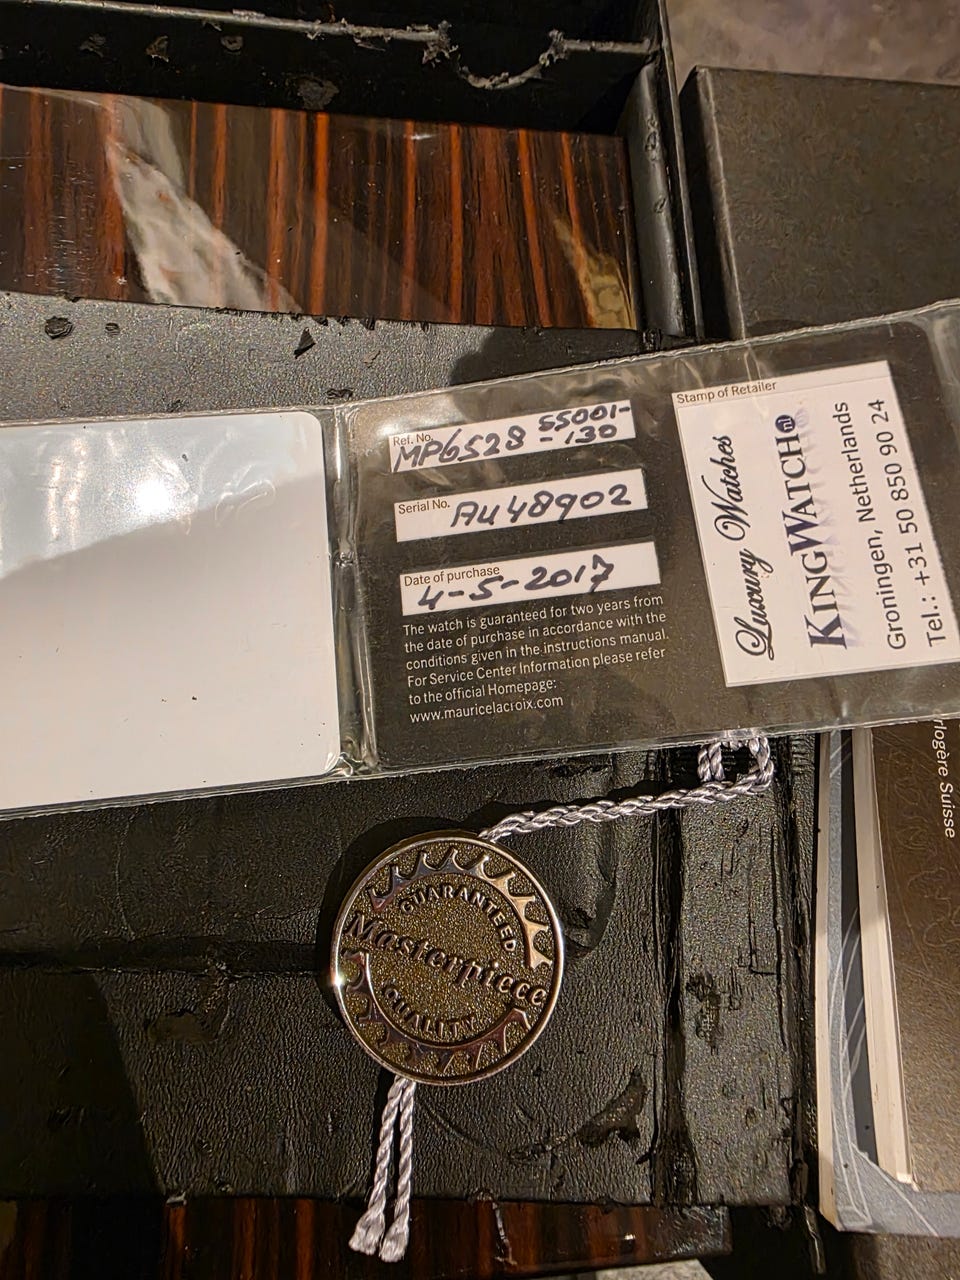 Ref. No.
MP6528 SS001-
-130
Serial No.
AU48902
Date of purchase
4-5-2017
The watch is guaranteed for two years from
the date of purchase in accordance with the
conditions given in the instructions manual.
For Service Center Information please refer
to the official Homepage:
www.mauricelacroix.com
Stamp of Retailer
Luxury Watches
KINGWATCH nl
Groningen, Netherlands
Tel.: +31 50 850 90 24
GUARANTEED
Masterpiece
QUALITY
Suisse